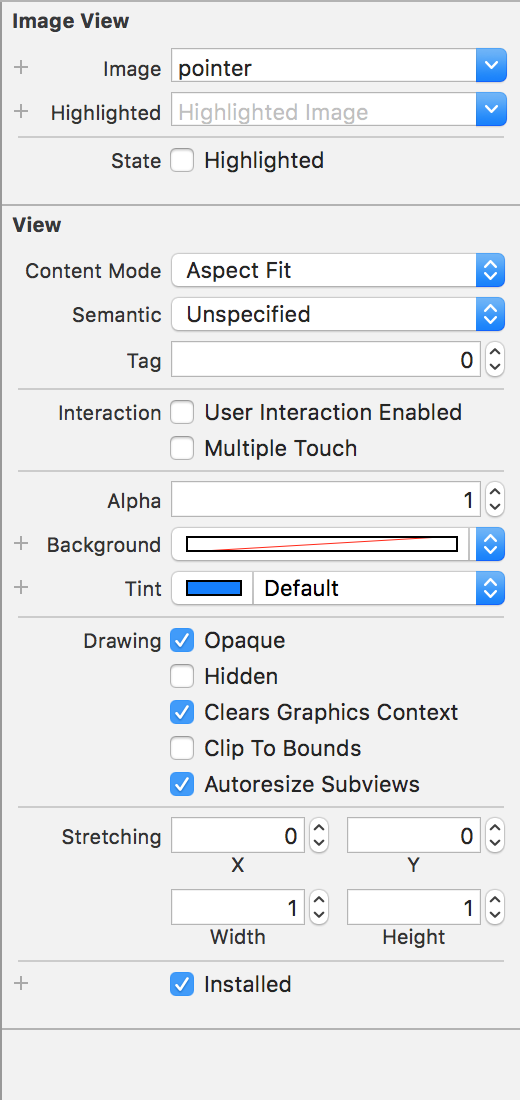 Image View
Image pointer
Highlighted Highlighted Image
State Highlighted
View
Content Mode Aspect Fit
Semantic Unspecified
Tag 0
Interaction User Interaction Enabled
Multiple Touch
Alpha 1
Background
Tint Default
Drawing Opaque
Hidden
Clears Graphics Context
Clip To Bounds
Autoresize Subviews
Stretching 0 0
X Y
1 1
Width Height
Installed